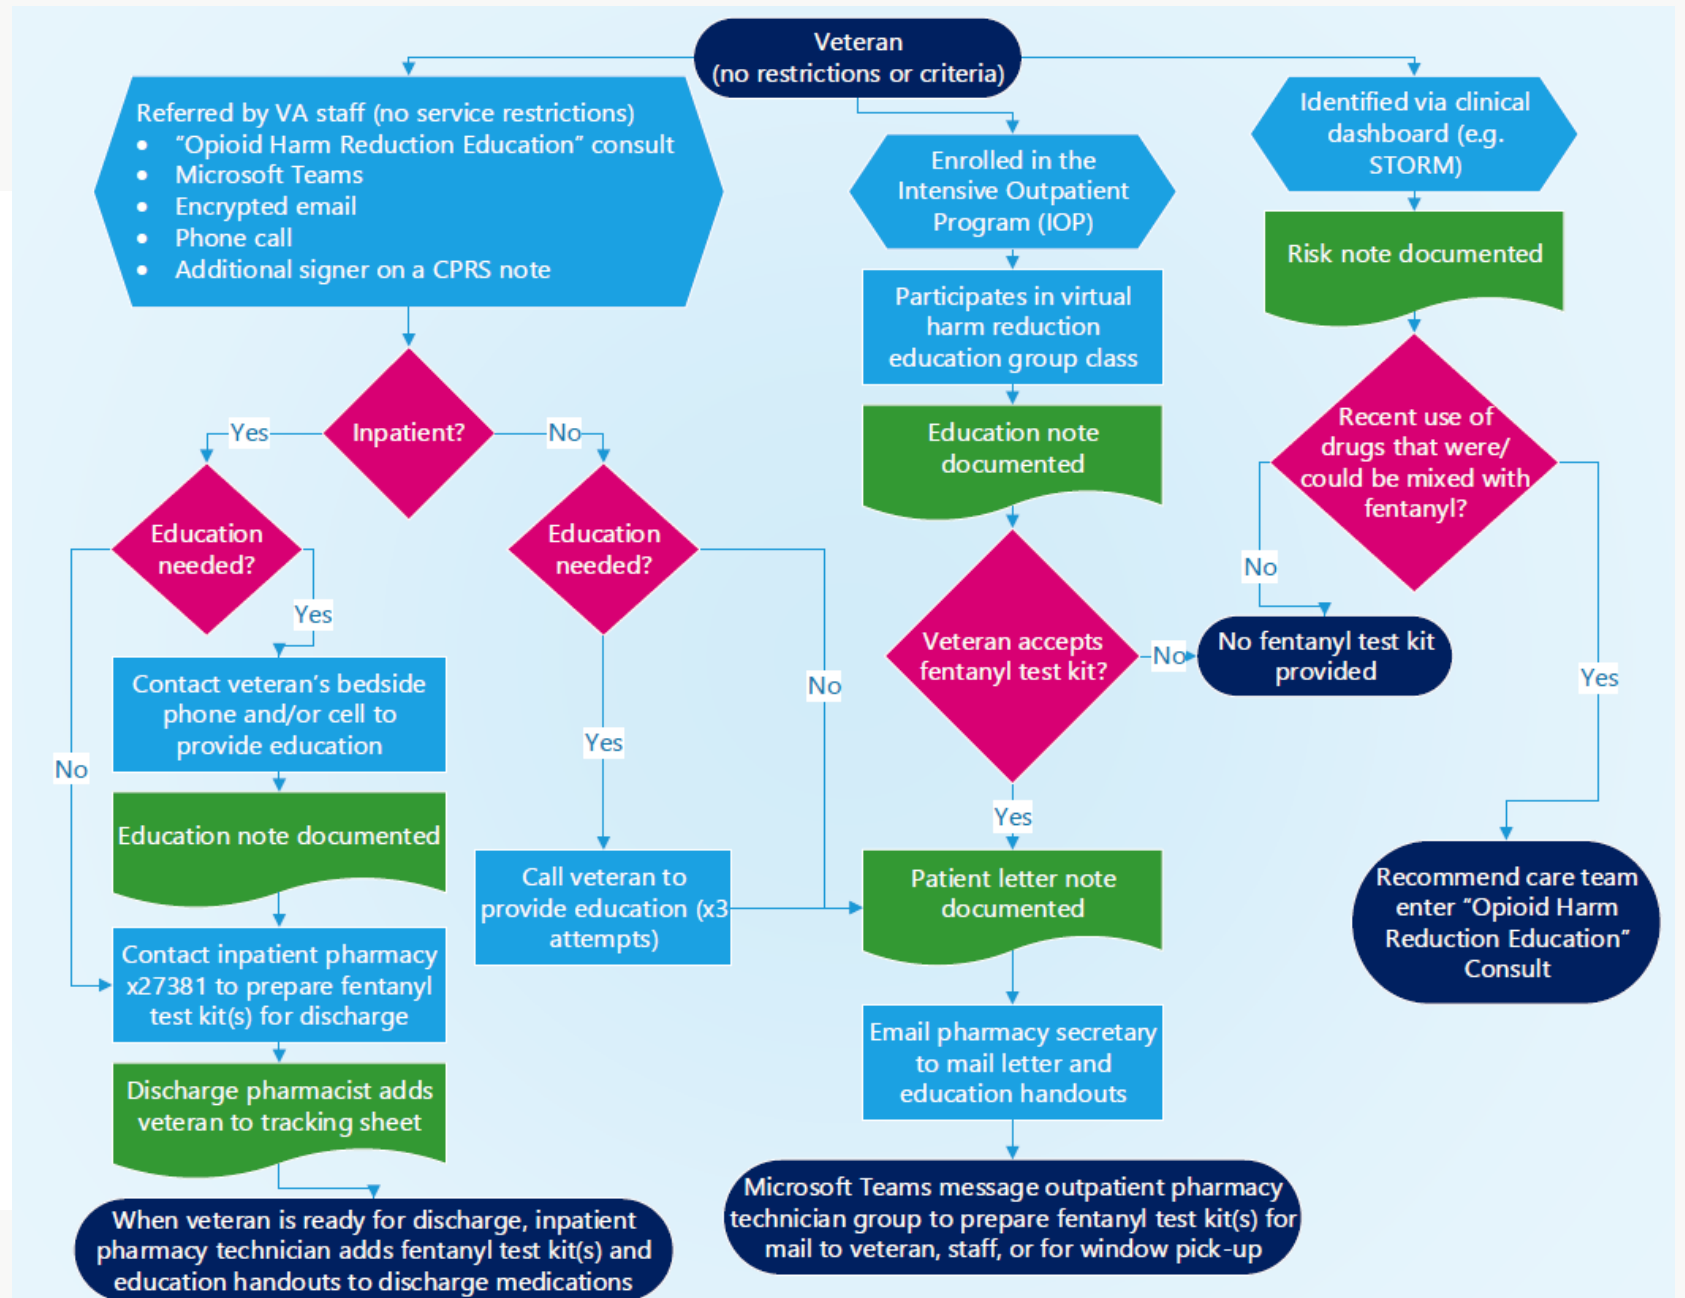 Veteran
(no restrictions or criteria)
Referred by VA staff (no service restrictions)
• "Opioid Harm Reduction Education" consult
• Microsoft Teams
• Encrypted email
• Phone call
• Additional signer on a CPRS note
Inpatient?
Yes
No
Education
needed?
Yes
No
Contact veteran's bedside
phone and/or cell to
provide education
Education note documented
Contact inpatient pharmacy
x27381 to prepare fentanyl
test kit(s) for discharge
Discharge pharmacist adds
veteran to tracking sheet
When veteran is ready for discharge, inpatient
pharmacy technician adds fentanyl test kit(s) and
education handouts to discharge medications
Education
needed?
No
Yes
Call veteran to
provide education (x3
attempts)
Enrolled in the
Intensive Outpatient
Program (IOP)
Participates in virtual
harm reduction
education group class
Education note
documented
Veteran accepts
fentanyl test kit?
No
Yes
Patient letter note
documented
Email pharmacy secretary
to mail letter and
education handouts
Microsoft Teams message outpatient pharmacy
technician group to prepare fentanyl test kit(s) for
mail to veteran, staff, or for window pick-up
Identified via clinical
dashboard (e.g.
STORM)
Risk note documented
Recent use of
drugs that were/
could be mixed with
fentanyl?
No
No fentanyl test kit
provided
Yes
Recommend care team
enter "Opioid Harm
Reduction Education"
Consult